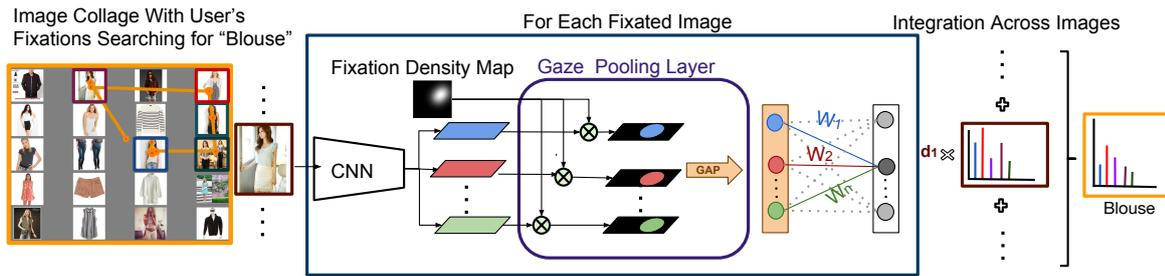 Image Collage With User's
Fixations Searching for “Blouse”
For Each Fixated Image
Integration Across Images
Fixation Density Map
Gaze Pooling Layer
CNN
GAP
W1
W2
Wn
d1
Blouse